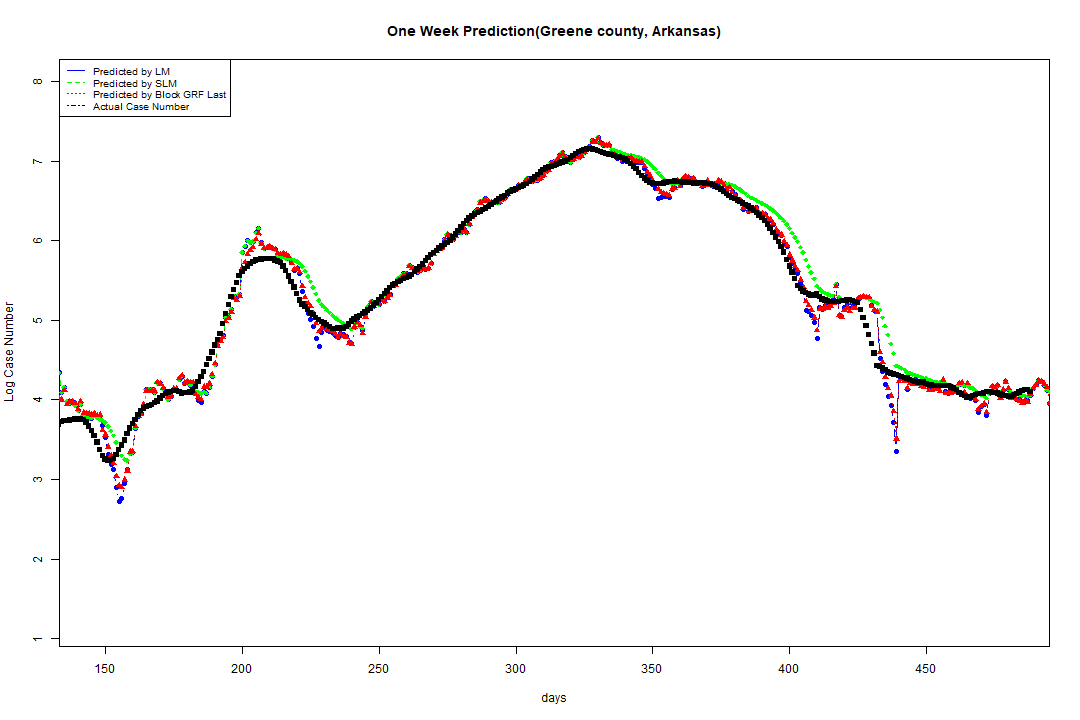 One Week Prediction(Greene county, Arkansas)
Predicted by LM
Predicted by SLM
Predicted by Block GRF Last
Actual Case Number
8
7
6
5
4
3
2
1
Log Case Number
150 200 250 300 350 400 450
days